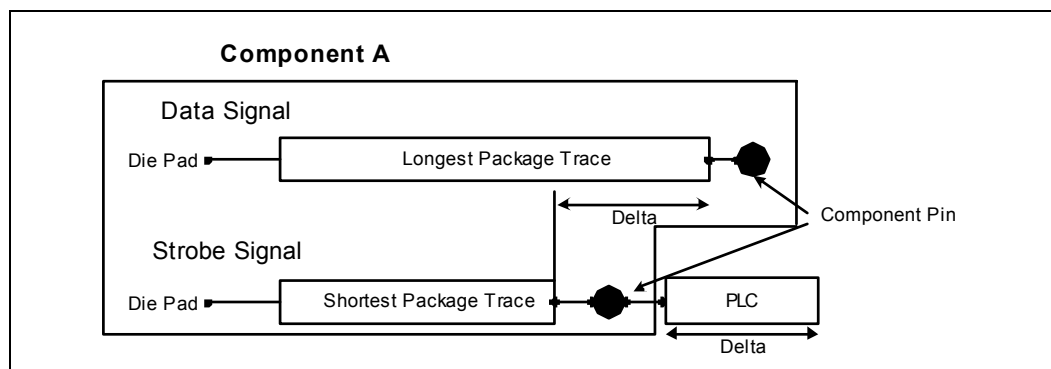 Component A
Data Signal
Die Pad
Longest Package Trace
Delta
Component Pin
Strobe Signal
Die Pad
Shortest Package Trace
PLC
Delta